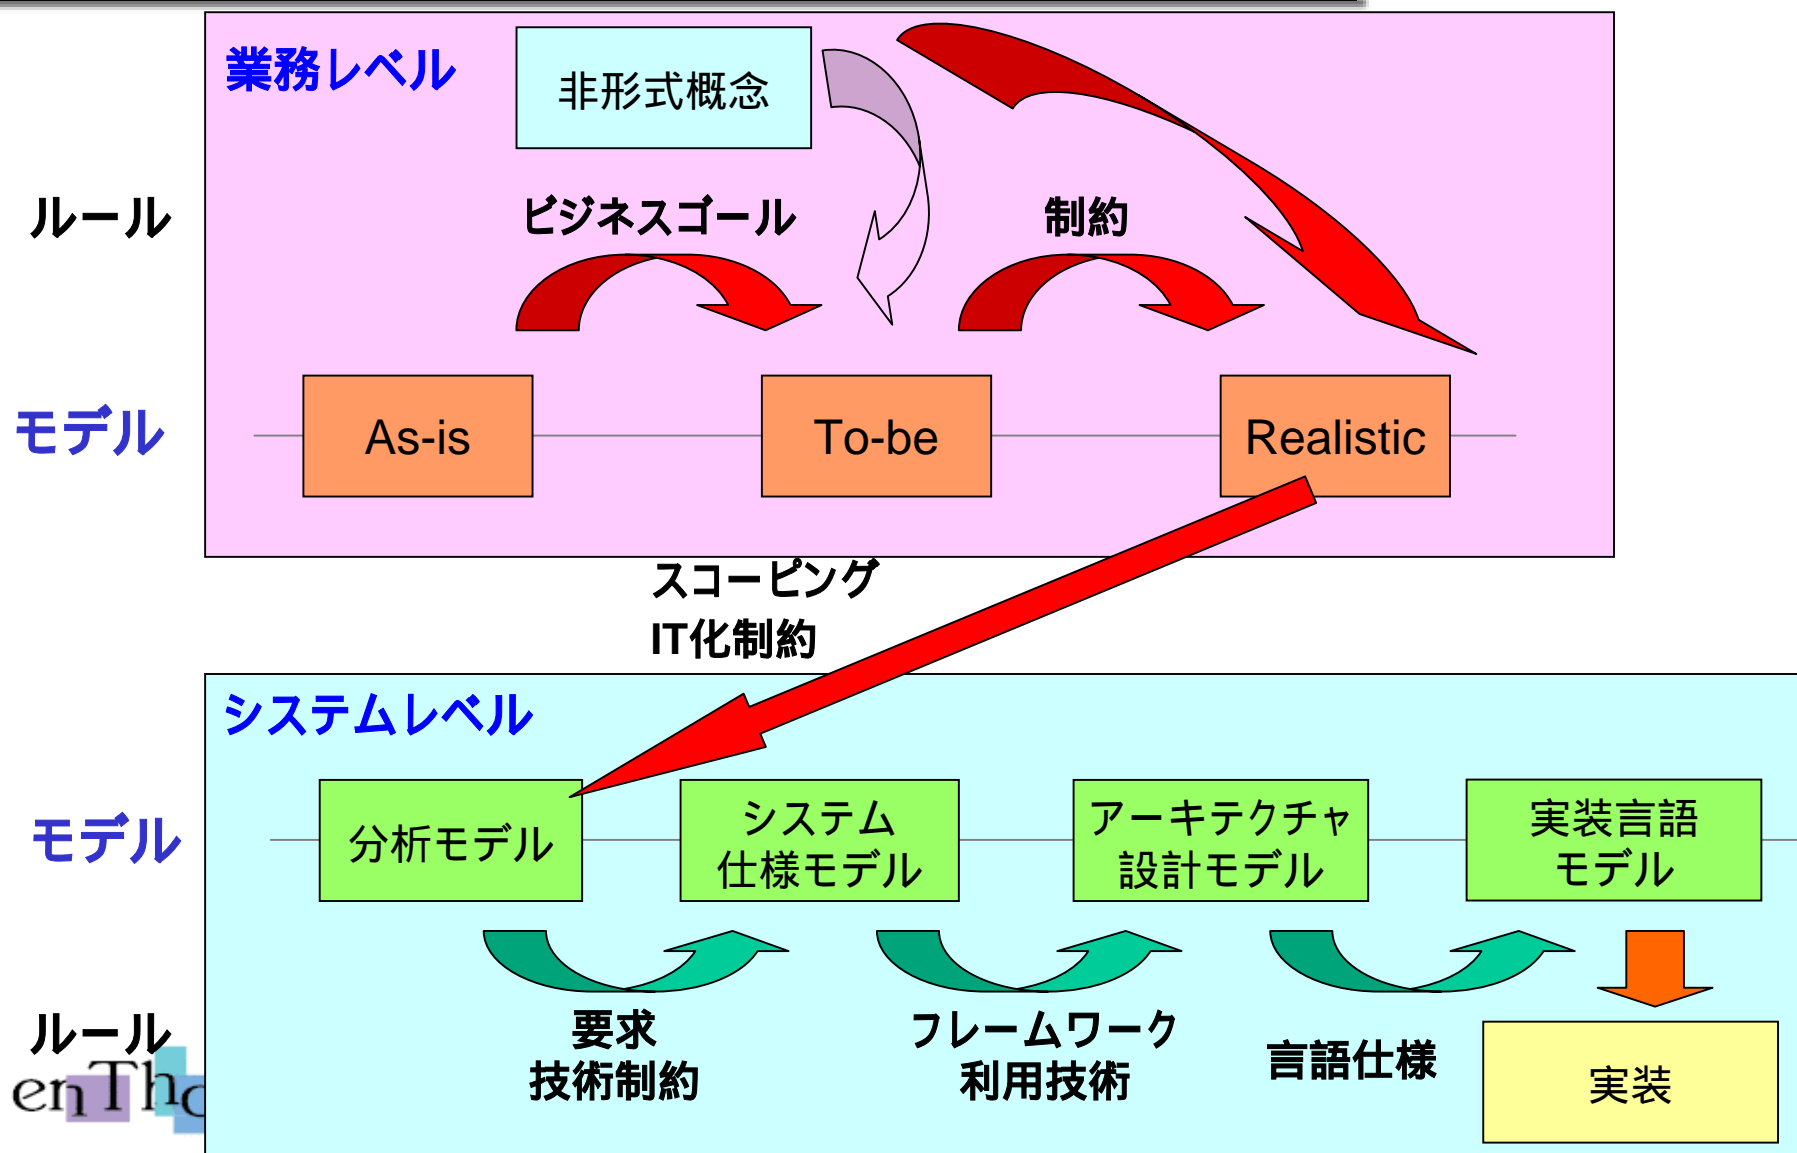 業務レベル
非形式概念
ルール
ビジネスゴール
制約
モデル
As-is
To-be
Realistic
スコーピング
IT化制約
システムレベル
モデル
分析モデル
システム
仕様モデル
アーキテクチャ
設計モデル
実装言語
モデル
ルール
要求
技術制約
フレームワーク
利用技術
言語仕様
実装